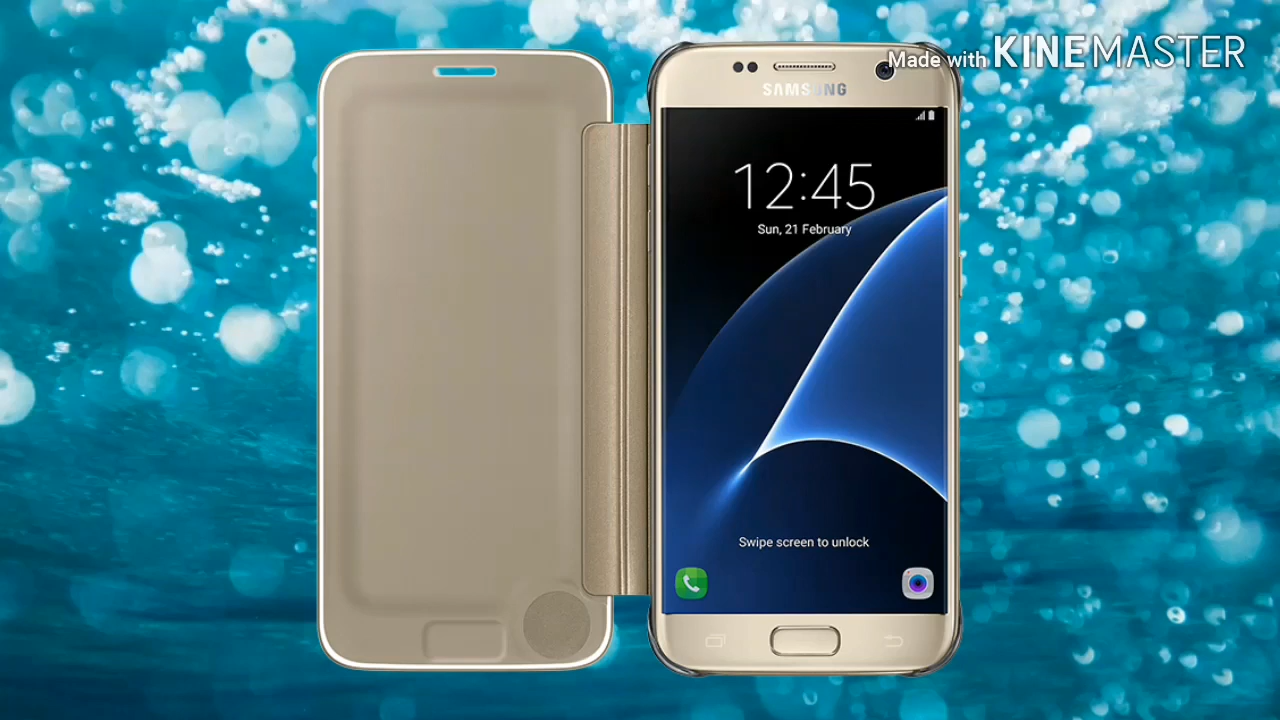 Made with KINEMASTER
SAMSUNG
12:45
Sun, 21 February
Swipe screen to unlock